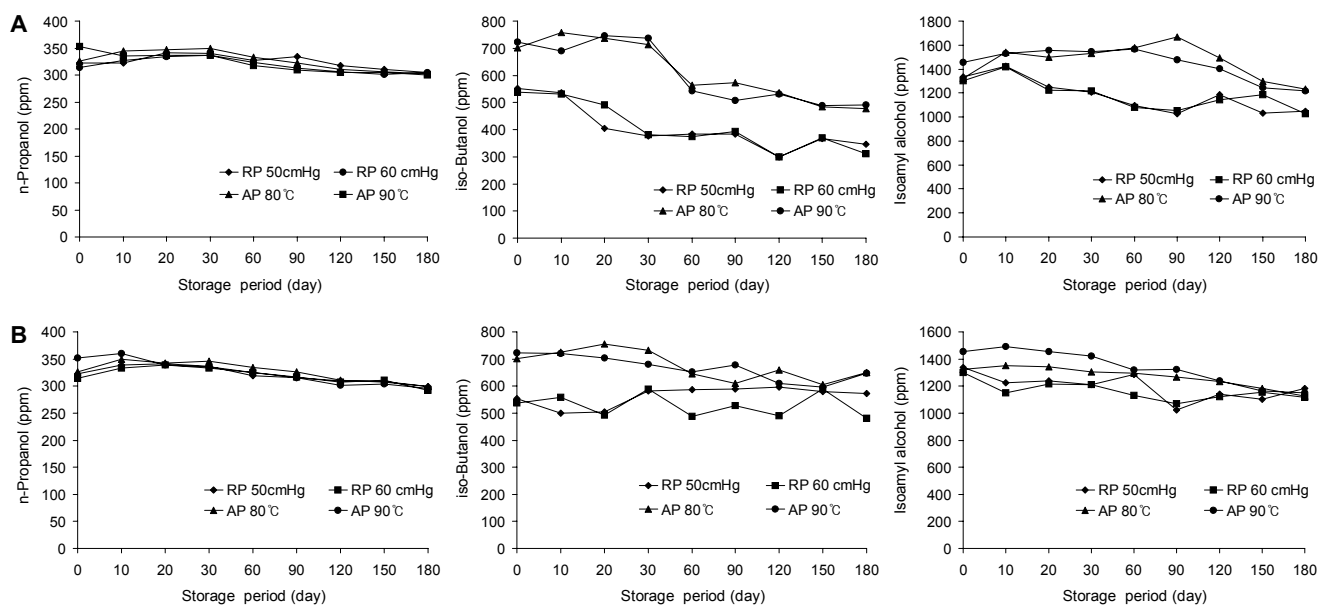 A
n-Propanol (ppm)
400
350
300
250
200
150
100
50
0
RP 50cmHg RP 60 cmHg
AP 80℃ AP 90℃
0 10 20 30 60 90 120 150 180
Storage period (day)
iso-Butanol (ppm)
800
700
600
500
400
300
200
100
0
RP 50cmHg RP 60 cmHg
AP 80℃ AP 90℃
0 10 20 30 60 90 120 150 180
Storage period (day)
Isoamyl alcohol (ppm)
1800
1600
1400
1200
1000
800
600
400
200
0
RP 50cmHg RP 60 cmHg
AP 80℃ AP 90℃
0 10 20 30 60 90 120 150 180
Storage period (day)
B
n-Propanol (ppm)
400
350
300
250
200
150
100
50
0
RP 50cmHg RP 60 cmHg
AP 80℃ AP 90℃
0 10 20 30 60 90 120 150 180
Storage period (day)
iso-Butanol (ppm)
800
700
600
500
400
300
200
100
0
RP 50cmHg RP 60 cmHg
AP 80℃ AP 90℃
0 10 20 30 60 90 120 150 180
Storage period (day)
Isoamyl alcohol (ppm)
1600
1400
1200
1000
800
600
400
200
0
RP 50cmHg RP 60 cmHg
AP 80℃ AP 90℃
0 10 20 30 60 90 120 150 180
Storage period (day)